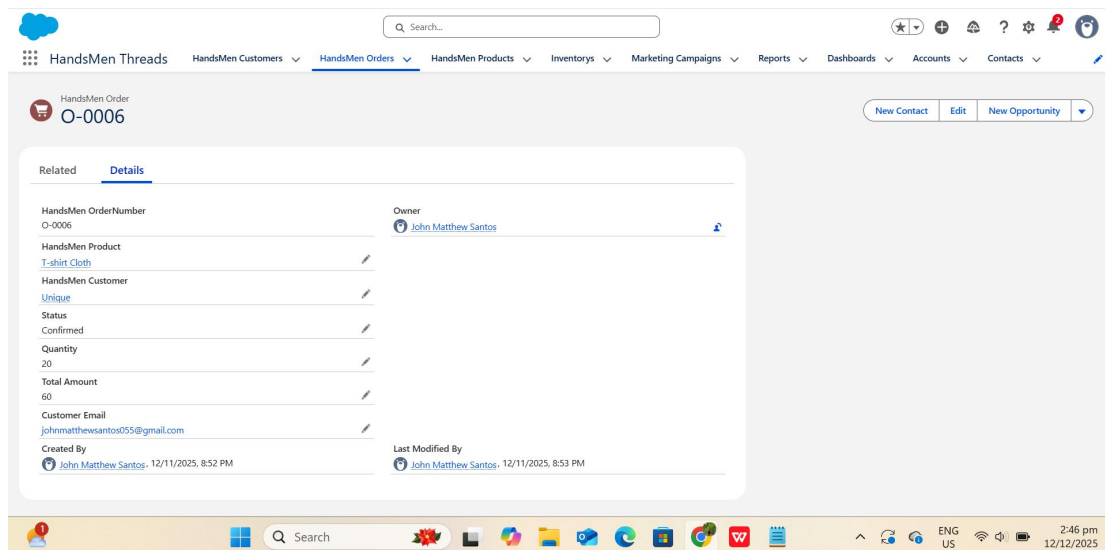 Search...
2
HandsMen Threads HandsMen Customers HandsMen Orders HandsMen Products Inventorys Marketing Campaigns Reports Dashboards Accounts Contacts
HandsMen Order
O-0006
New Contact Edit New Opportunity
Related Details
HandsMen OrderNumber
O-0006
Owner
John Matthew Santos
HandsMen Product
T-shirt Cloth
HandsMen Customer
Unique
Status
Confirmed
Quantity
20
Total Amount
60
Customer Email
johnmatthewsantos055@gmail.com
Created By
John Matthew Santos, 12/11/2025, 8:52 PM
Last Modified By
John Matthew Santos, 12/11/2025, 8:53 PM
1
Search
W
ENG
US
2:46 pm
12/12/2025